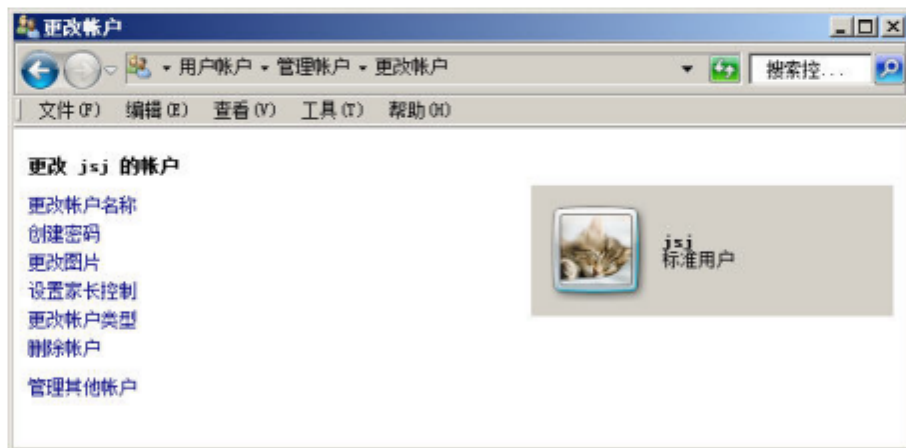 更改帐户
用户帐户 管理帐户 更改帐户 搜索控...
文件(F) 编辑(E) 查看(V) 工具(T) 帮助(H)
更改 jsj 的帐户
更改帐户名称
创建密码
更改图片
设置家长控制
更改帐户类型
删除帐户
管理其他帐户
jsj
标准用户